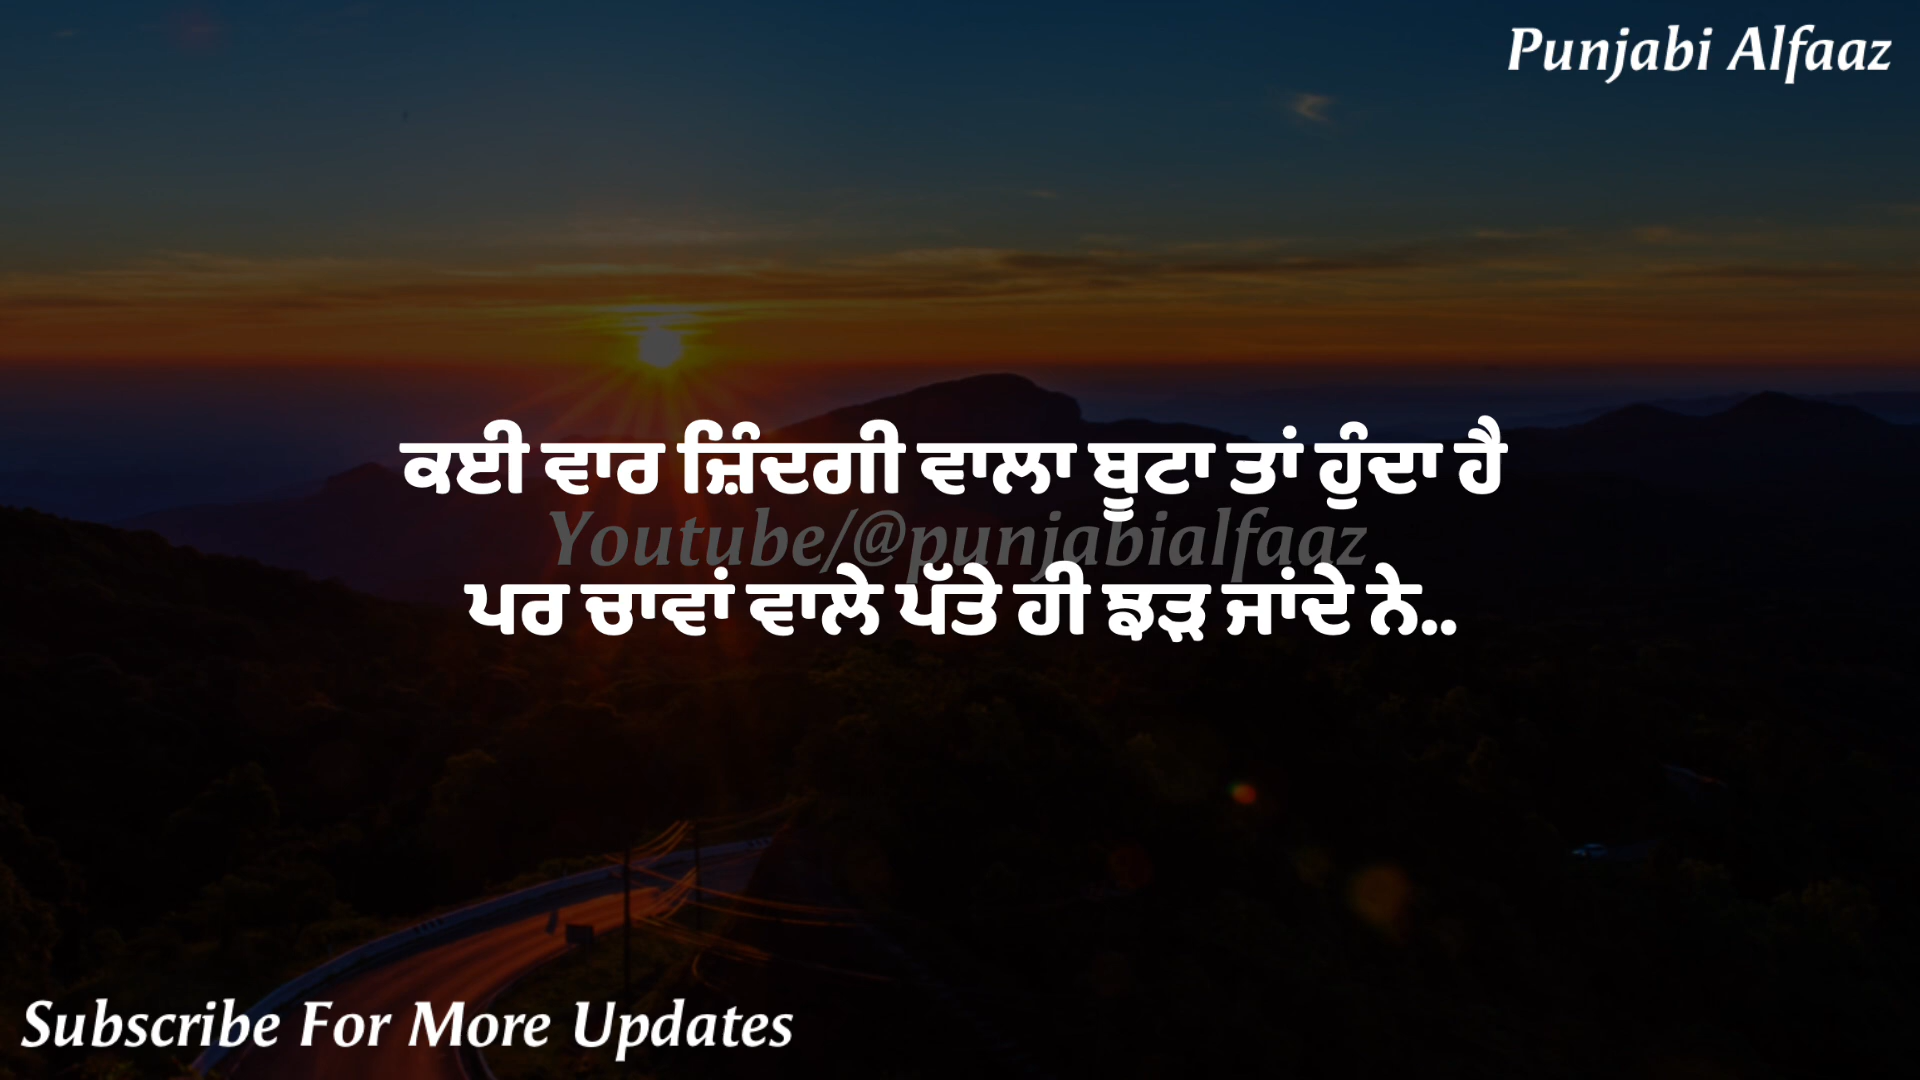 Punjabi Alfaaz
ਕਈ ਵਾਰ ਜ਼ਿੰਦਗੀ ਵਾਲਾ ਬੂਟਾ ਤਾਂ ਹੁੰਦਾ ਹੈ
Youtube/@punjabialfaaz
ਪਰ ਚਾਵਾਂ ਵਾਲੇ ਪੱਤੇ ਹੀ ਝੜ ਜਾਂਦੇ ਨੇ..
Subscribe For More Updates